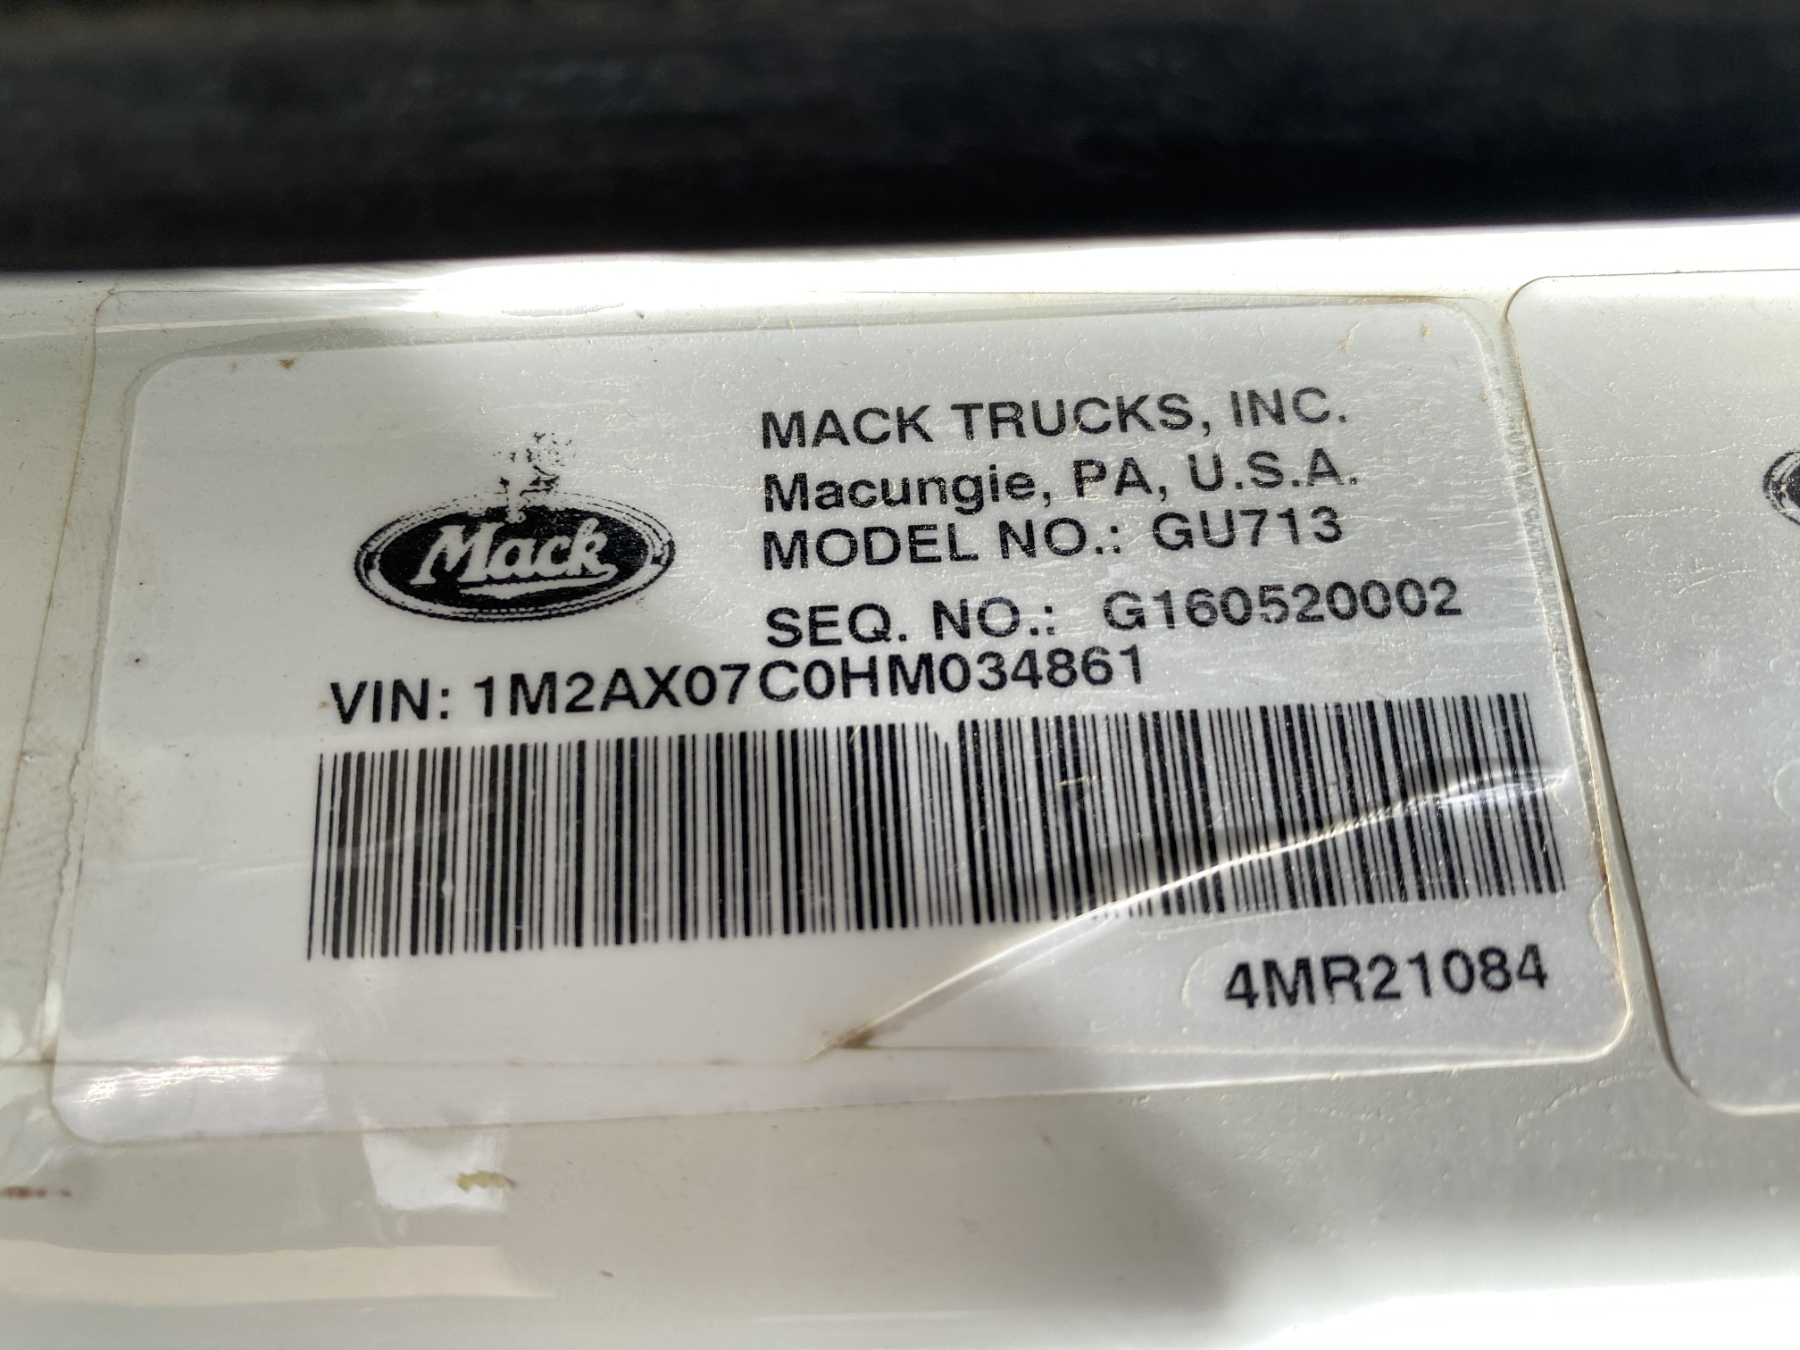 MACK TRUCKS, INC.
Macungie, PA, U.S.A.
Mack
MODEL NO.: GU713
SEQ. NO.: G160520002
VIN: 1M2AX07C0HM034861
4MR21084